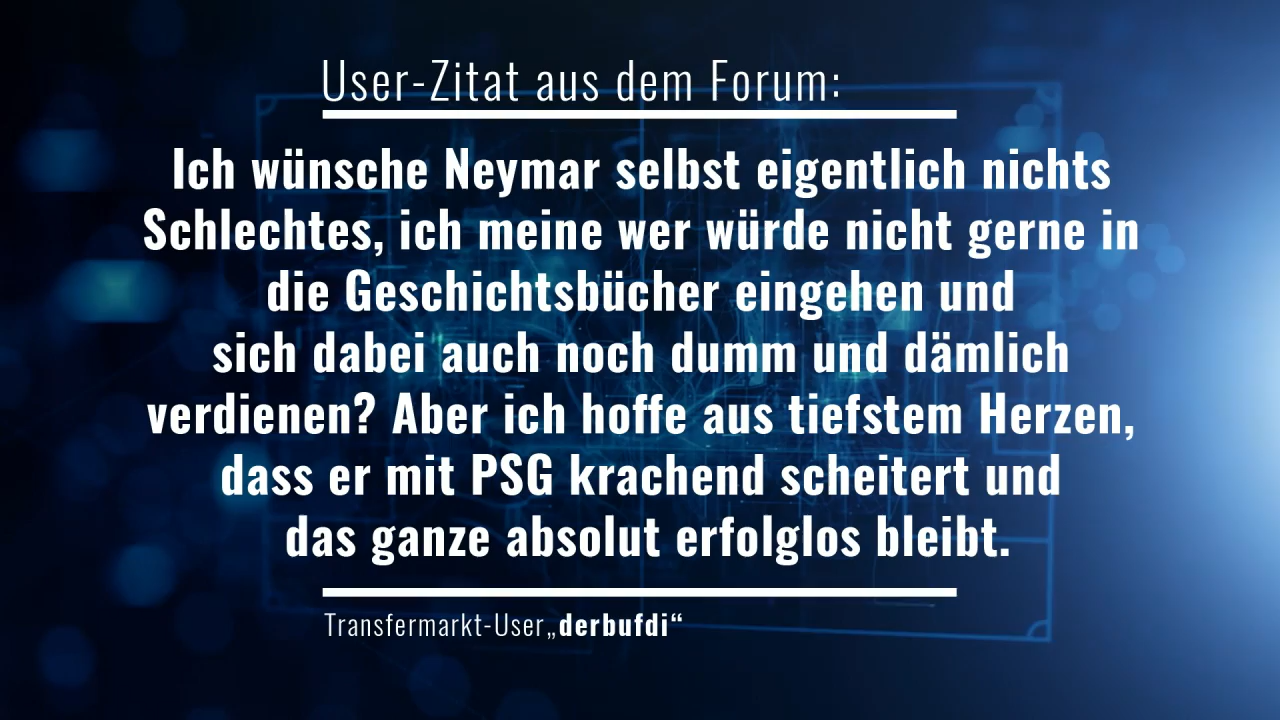 User-Zitat aus dem Forum:
Ich wünsche Neymar selbst eigentlich nichts
Schlechtes, ich meine wer würde nicht gerne in
die Geschichtsbücher eingehen und
sich dabei auch noch dumm und dämlich
verdienen? Aber ich hoffe aus tiefstem Herzen,
dass er mit PSG krachend scheitert und
das ganze absolut erfolglos bleibt.
Transfermarkt-User„derbufdi“